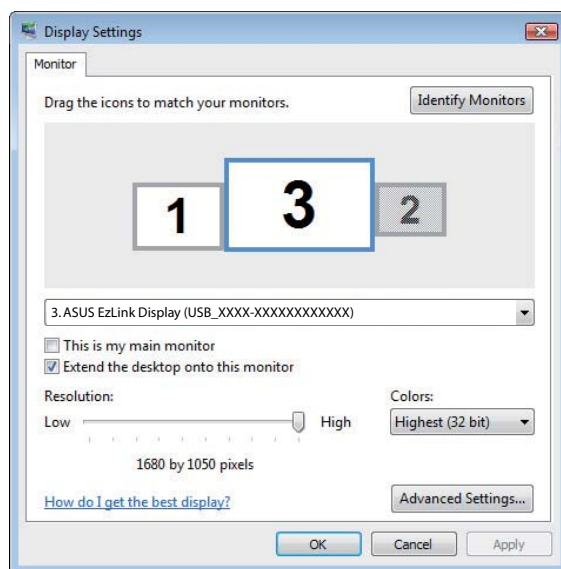 Display Settings
Monitor
Drag the icons to match your monitors.
Identify Monitors
1
3
2
3. ASUS EzLink Display (USB_XXXX-XXXXXXXXXXXX)
This is my main monitor
Extend the desktop onto this monitor
Resolution:
Colors:
Low
High
Highest (32 bit)
1680 by 1050 pixels
How do I get the best display?
Advanced Settings...
OK
Cancel
Apply